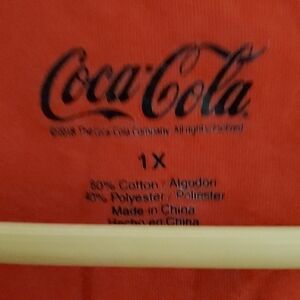 Coca-Cola
©2018 The Coca-Cola Company. All rights reserved
1X
60% Cotton / Algodon
40% Polyester / Poliester
Made in China
Hecho en China